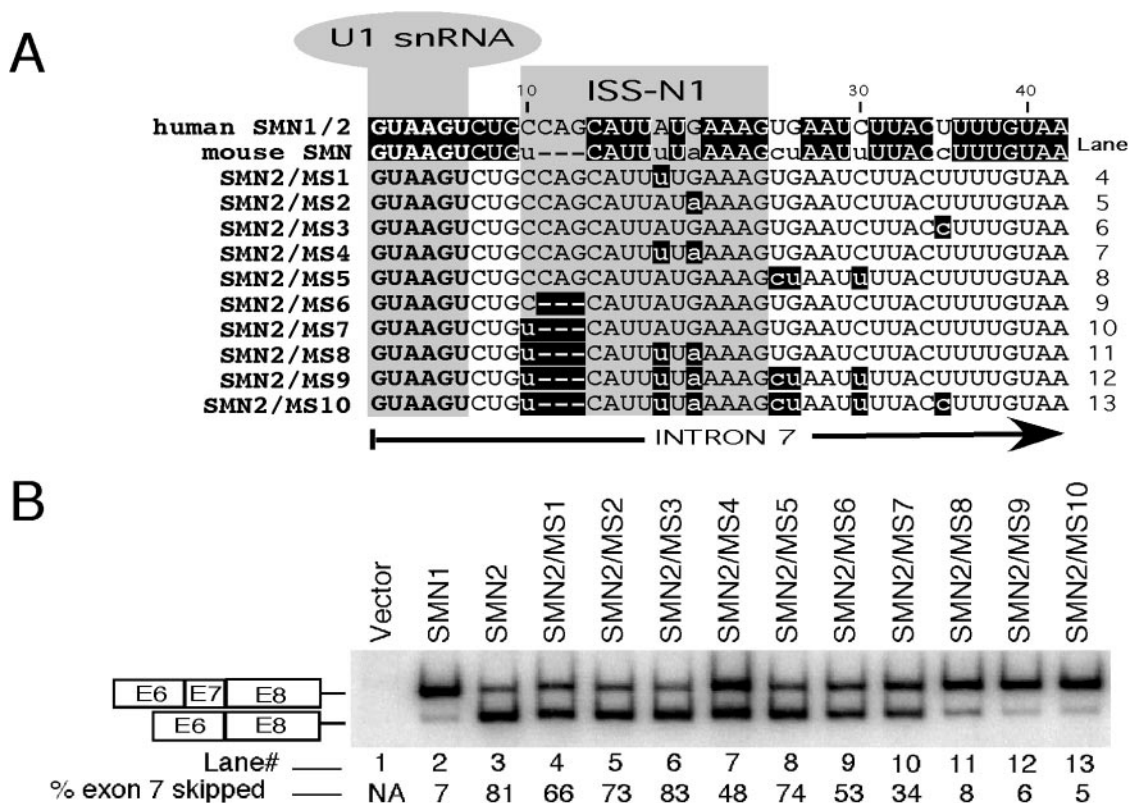 A
U1 snRNA
ISS-N1
10 30 40
human SMN1/2 GUAAGUCUGCCAGCAUUAUGAAAGUGAAUCUUACUUUUGUAA Lane
mouse SMN GUAAGUCUGu---CAUUuUaAAAGcuAAUuUUACcUUUGUAA
SMN2/MS1 GUAAGUCUGCCAGCAUUuUGAAAGUGAAUCUUACUUUUGUAA 4
SMN2/MS2 GUAAGUCUGCCAGCAUUAUaAAAGUGAAUCUUACUUUUGUAA 5
SMN2/MS3 GUAAGUCUGCCAGCAUUAUGAAAGUGAAUCUUACcUUUGUAA 6
SMN2/MS4 GUAAGUCUGCCAGCAUUuUaAAAGUGAAUCUUACUUUUGUAA 7
SMN2/MS5 GUAAGUCUGCCAGCAUUAUGAAAGcuAAUuUUACUUUUGUAA 8
SMN2/MS6 GUAAGUCUGC---CAUUAUGAAAGUGAAUCUUACUUUUGUAA 9
SMN2/MS7 GUAAGUCUGu---CAUUAUGAAAGUGAAUCUUACUUUUGUAA 10
SMN2/MS8 GUAAGUCUGu---CAUUuUaAAAGUGAAUCUUACUUUUGUAA 11
SMN2/MS9 GUAAGUCUGu---CAUUuUaAAAGcuAAUuUUACUUUUGUAA 12
SMN2/MS10 GUAAGUCUGu---CAUUuUaAAAGcuAAUuUUACcUUUGUAA 13
INTRON 7
B
Vector
SMN1
SMN2
SMN2/MS1
SMN2/MS2
SMN2/MS3
SMN2/MS4
SMN2/MS5
SMN2/MS6
SMN2/MS7
SMN2/MS8
SMN2/MS9
SMN2/MS10
E6 E7 E8
E6 E8
Lane# 1 2 3 4 5 6 7 8 9 10 11 12 13
% exon 7 skipped NA 7 81 66 73 83 48 74 53 34 8 6 5